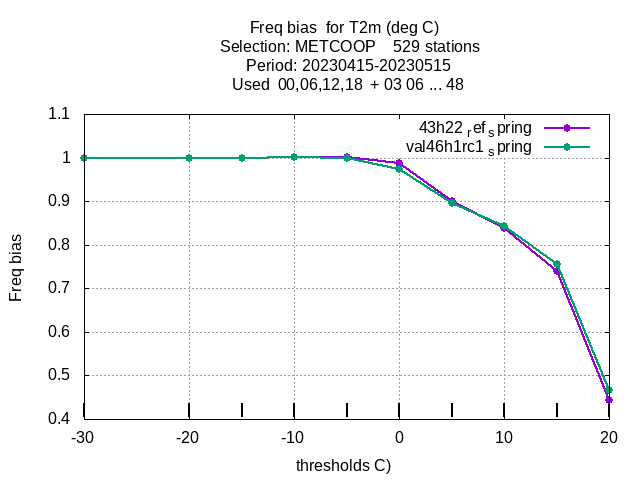 Freq bias  for T2m (deg C)
Selection: METCOOP    529 stations
Period: 20230415-20230515
Used  00,06,12,18  + 03 06 ... 48
43h22 ref spring
val46h1rc1 spring
1.1
1
0.9
0.8
0.7
0.6
0.5
0.4
Freq bias
-30
-20
-10
0
10
20
thresholds C)